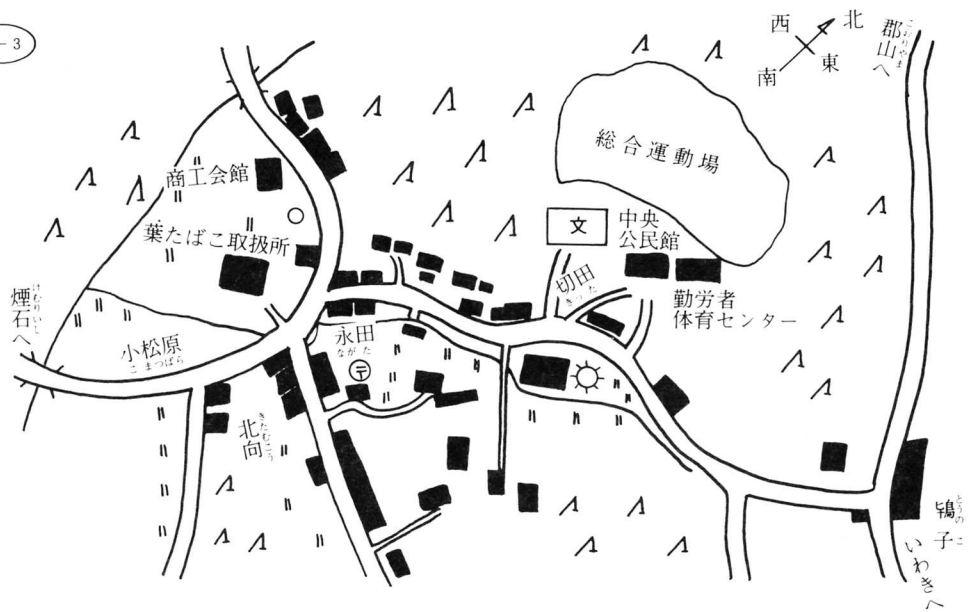 -3
西
北
南
東
郡山へ
こおりやま
総合運動場
商工会館
葉たばこ取扱所
文
中央
公民館
切田
きった
勤労者
体育センター
煙石へ
けむりいし
小松原
こまつばら
永田
ながた
〒
北向
きたむこう
鴇子
とうのこ
いわきへ